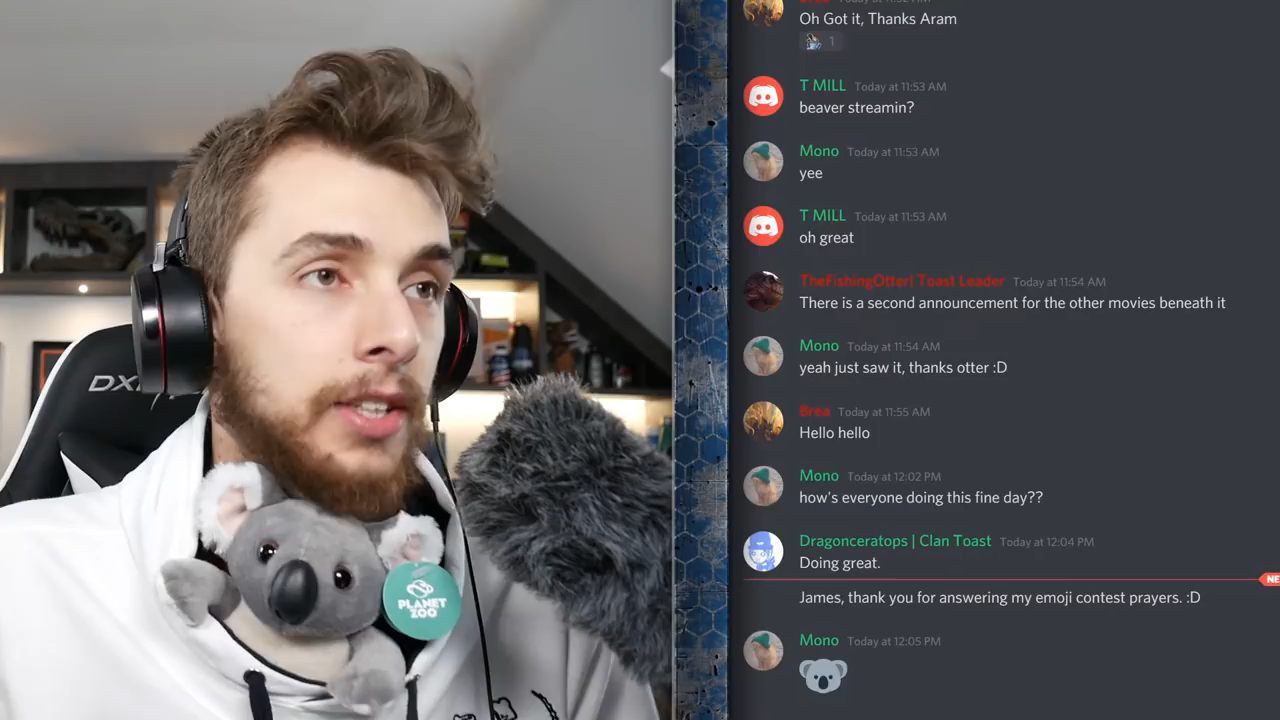 Oh Got it, Thanks Aram
1
T MILL Today at 11:53 AM
beaver streamin?
Mono Today at 11:53 AM
yee
T MILL Today at 11:53 AM
oh great
TheFishingOtter| Toast Leader Today at 11:54 AM
There is a second announcement for the other movies beneath it
Mono Today at 11:54 AM
yeah just saw it, thanks otter :D
Brea Today at 11:55 AM
Hello hello
Mono Today at 12:02 PM
how's everyone doing this fine day??
Dragonceratops | Clan Toast Today at 12:04 PM
Doing great.
NE
James, thank you for answering my emoji contest prayers. :D
Mono Today at 12:05 PM
DX
PLANET
ZOO